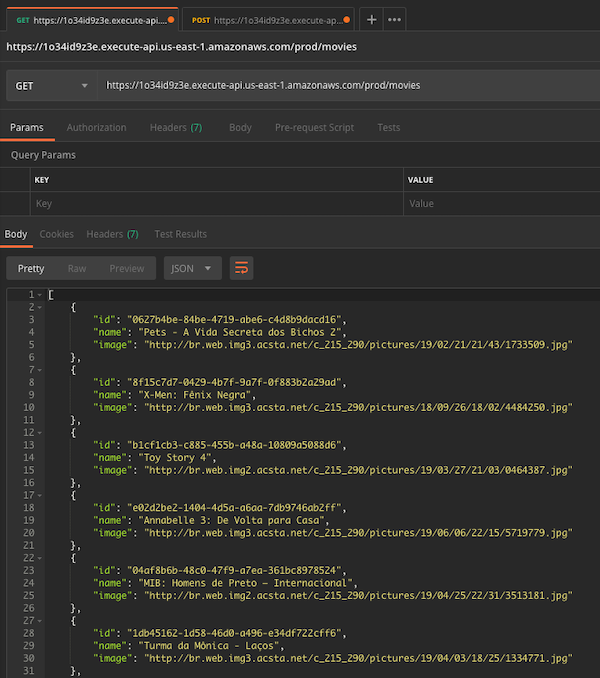 GET https://1o34id9z3e.execute-api.... POST https://1o34id9z3e.execute-ap...
https://1o34id9z3e.execute-api.us-east-1.amazonaws.com/prod/movies
GET https://1o34id9z3e.execute-api.us-east-1.amazonaws.com/prod/movies
Params Authorization Headers (7) Body Pre-request Script Tests
Query Params
KEY VALUE
Key Value
Body Cookies Headers (7) Test Results
Pretty Raw Preview JSON
1 [
2 {
3 "id": "0627b4be-84be-4719-abe6-c4d8b9dacd16",
4 "name": "Pets - A Vida Secreta dos Bichos 2",
5 "image": "http://br.web.img3.acsta.net/c_215_290/pictures/19/02/21/21/43/1733509.jpg"
6 },
7 {
8 "id": "8f15c7d7-0429-4b7f-9a7f-0f883b2a29ad",
9 "name": "X-Men: Fênix Negra",
10 "image": "http://br.web.img3.acsta.net/c_215_290/pictures/18/09/26/18/02/4484250.jpg"
11 },
12 {
13 "id": "b1cf1cb3-c885-455b-a48a-10809a5088d6",
14 "name": "Toy Story 4",
15 "image": "http://br.web.img2.acsta.net/c_215_290/pictures/19/03/27/21/03/0464387.jpg"
16 },
17 {
18 "id": "e02d2be2-1404-4d5a-a6aa-7db9746ab2ff",
19 "name": "Annabelle 3: De Volta para Casa",
20 "image": "http://br.web.img3.acsta.net/c_215_290/pictures/19/06/06/22/15/5719779.jpg"
21 },
22 {
23 "id": "04af8b6b-48c0-47f9-a7ea-361bc8978524",
24 "name": "MIB: Homens de Preto – Internacional",
25 "image": "http://br.web.img2.acsta.net/c_215_290/pictures/19/04/25/22/31/3513181.jpg"
26 },
27 {
28 "id": "1db45162-1d58-46d0-a496-e34df722cff6",
29 "name": "Turma da Mônica - Laços",
30 "image": "http://br.web.img3.acsta.net/c_215_290/pictures/19/04/03/18/25/1334771.jpg"
31 },